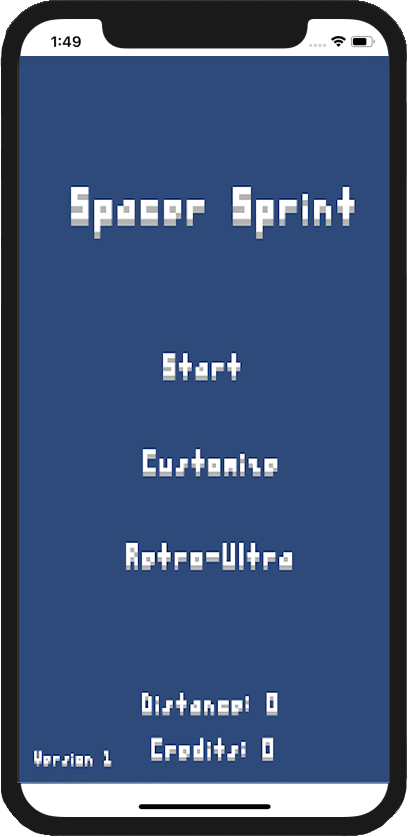 1:49
Spacer Sprint
Start
Customize
Retro-Ultra
Distance: 0
Credits: 0
Version 1